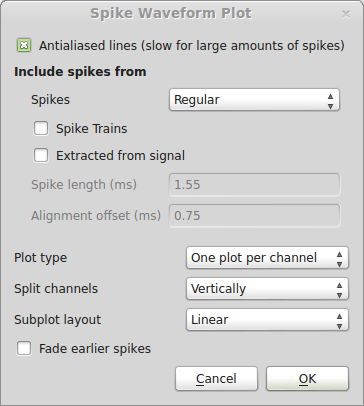 Spike Waveform Plot
Antialiased lines (slow for large amounts of spikes)
Include spikes from
Spikes Regular
Spike Trains
Extracted from signal
Spike length (ms) 1.55
Alignment offset (ms) 0.75
Plot type One plot per channel
Split channels Vertically
Subplot layout Linear
Fade earlier spikes
Cancel OK